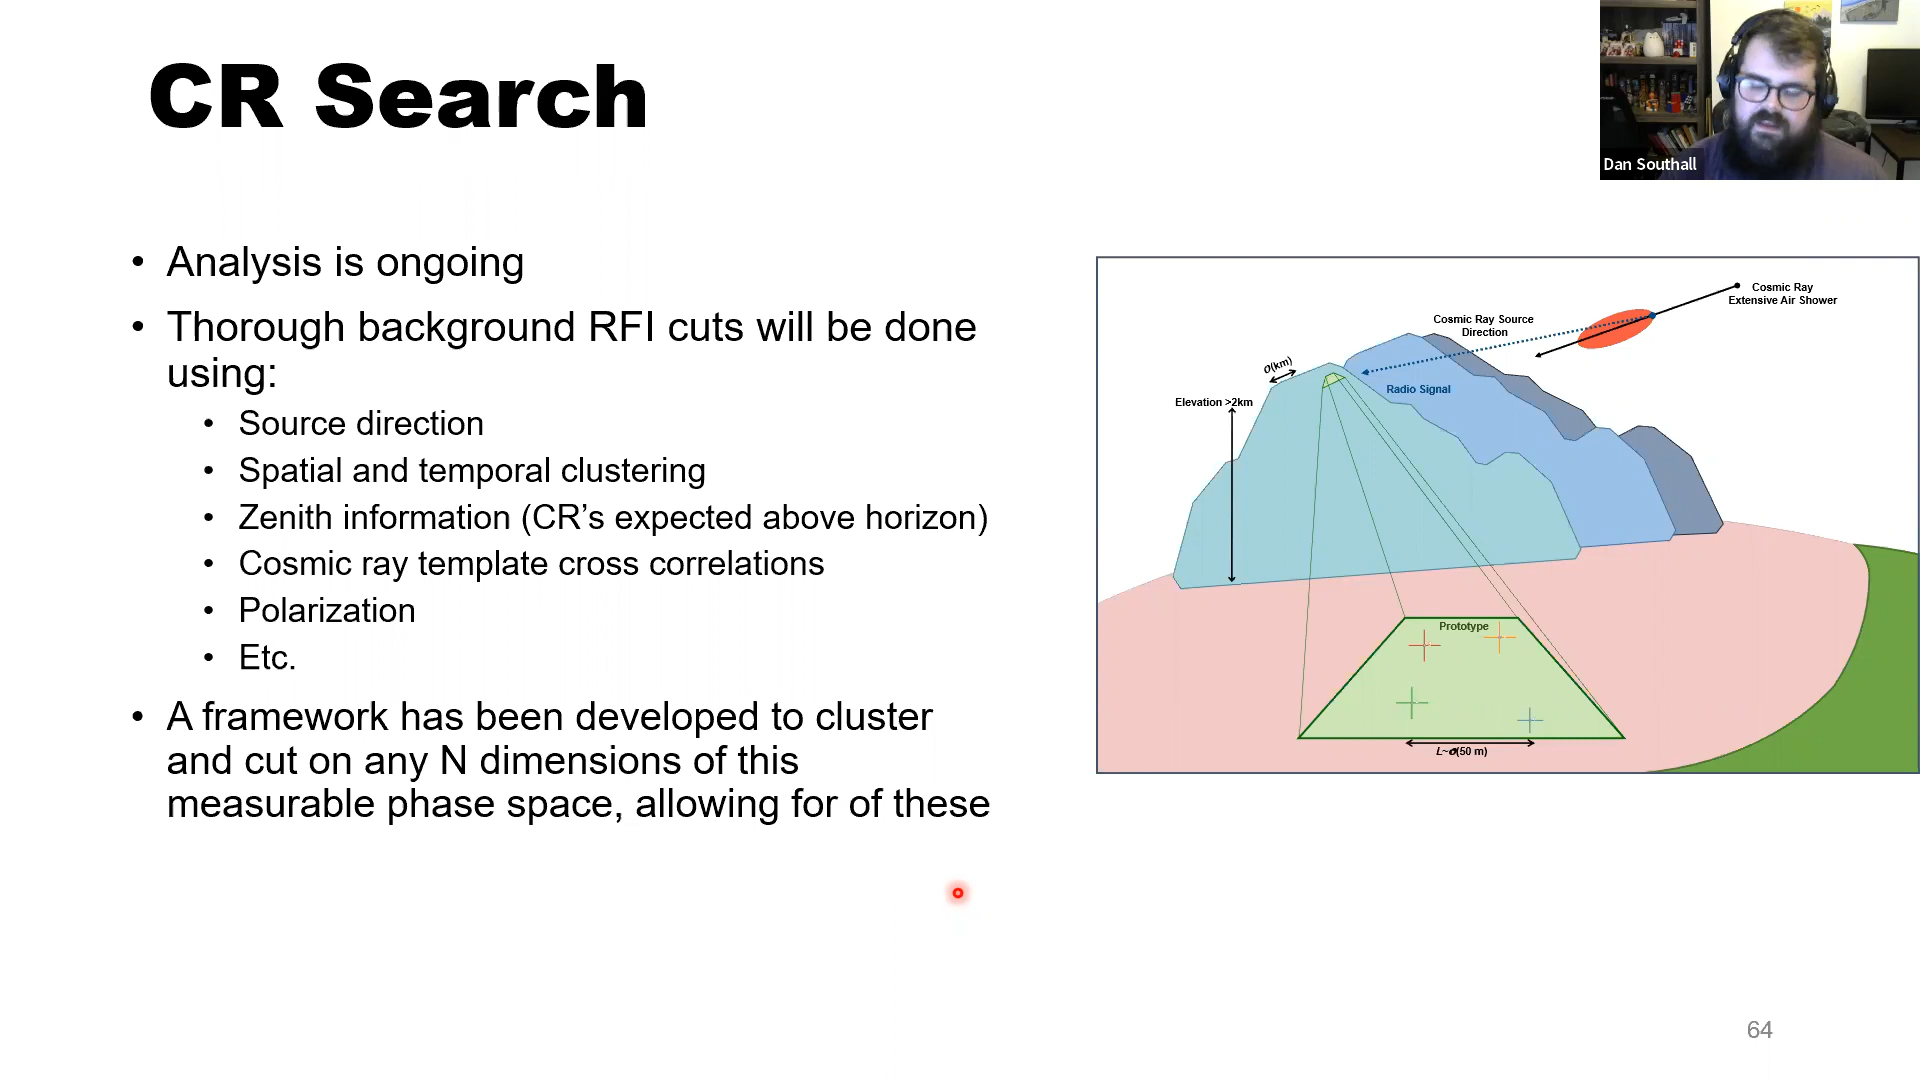 CR Search
Dan Southall
• Analysis is ongoing
• Thorough background RFI cuts will be done
using:
• Source direction
• Spatial and temporal clustering
• Zenith information (CR’s expected above horizon)
• Cosmic ray template cross correlations
• Polarization
• Etc.
• A framework has been developed to cluster
and cut on any N dimensions of this
measurable phase space, allowing for of these
Cosmic Ray
Extensive Air Shower
Cosmic Ray Source
Direction
O(km)
Radio Signal
Elevation >2km
Prototype
L~O(50 m)
64